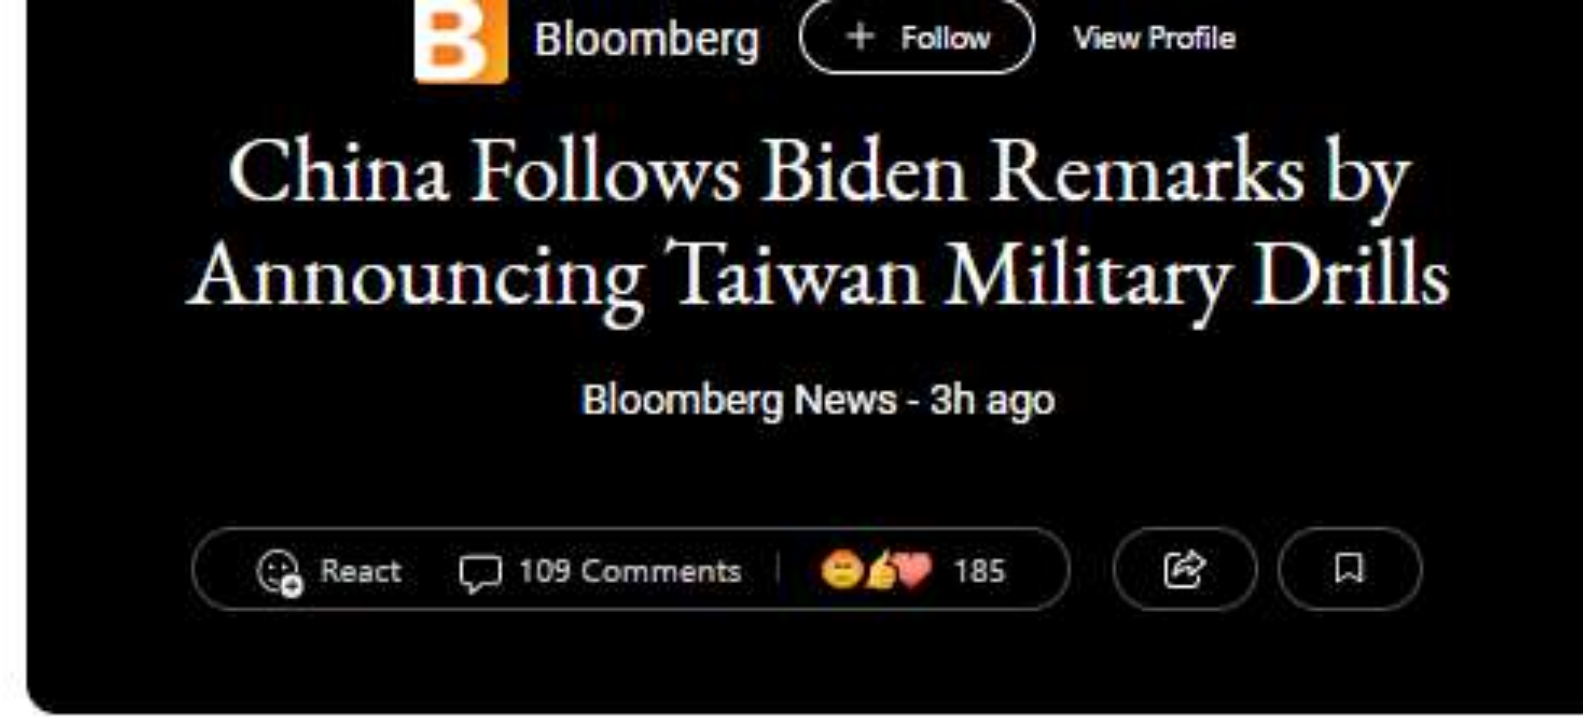 B Bloomberg + Follow View Profile
China Follows Biden Remarks by
Announcing Taiwan Military Drills
Bloomberg News - 3h ago
React 109 Comments | 185